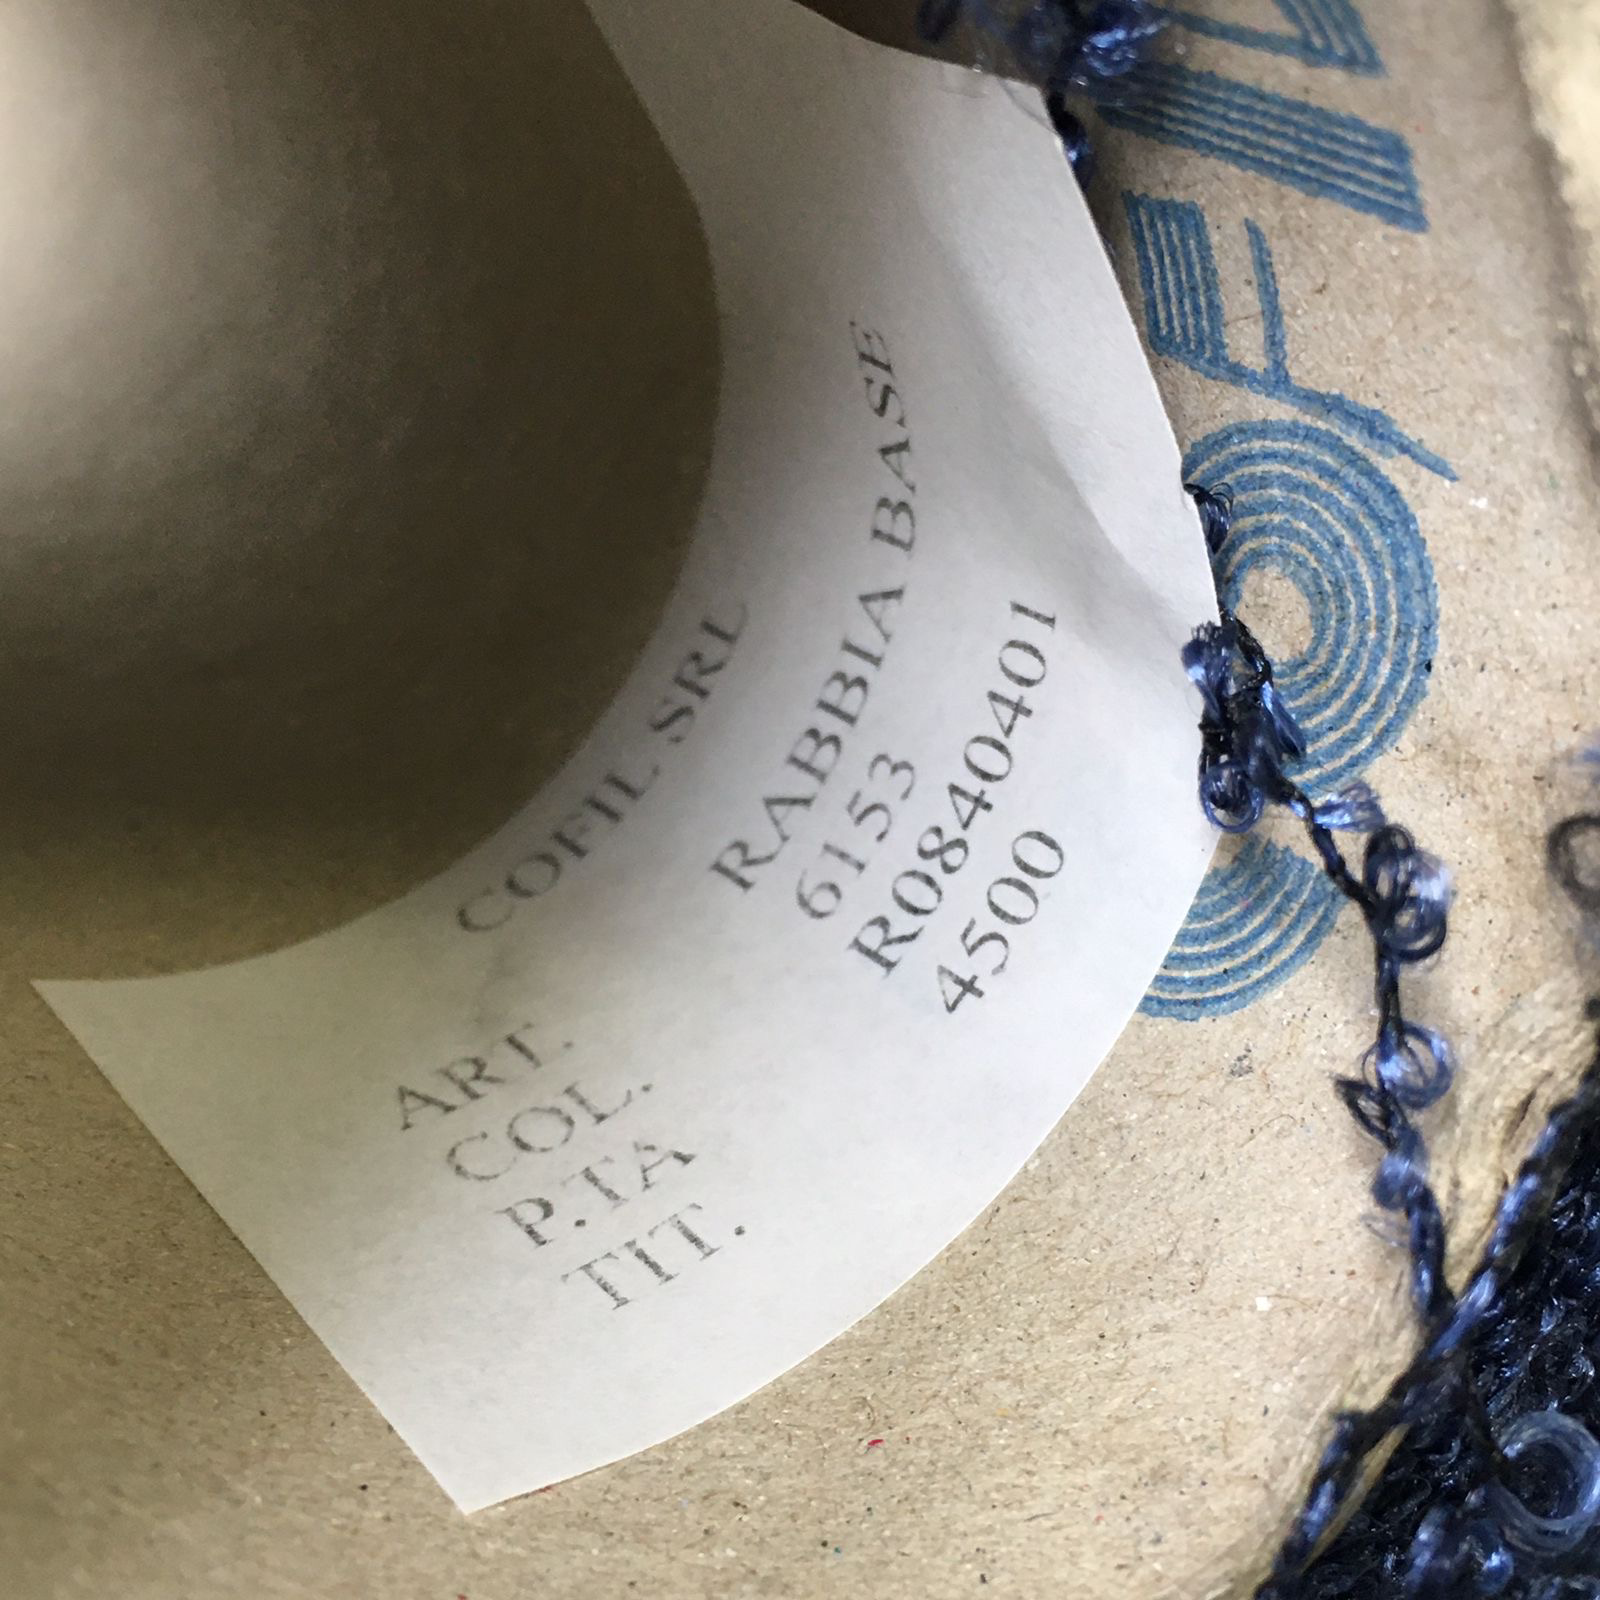 COFIL SRL
ART. RABBIA BASE
COL. 6153
P.TA R0840401
TIT. 4500